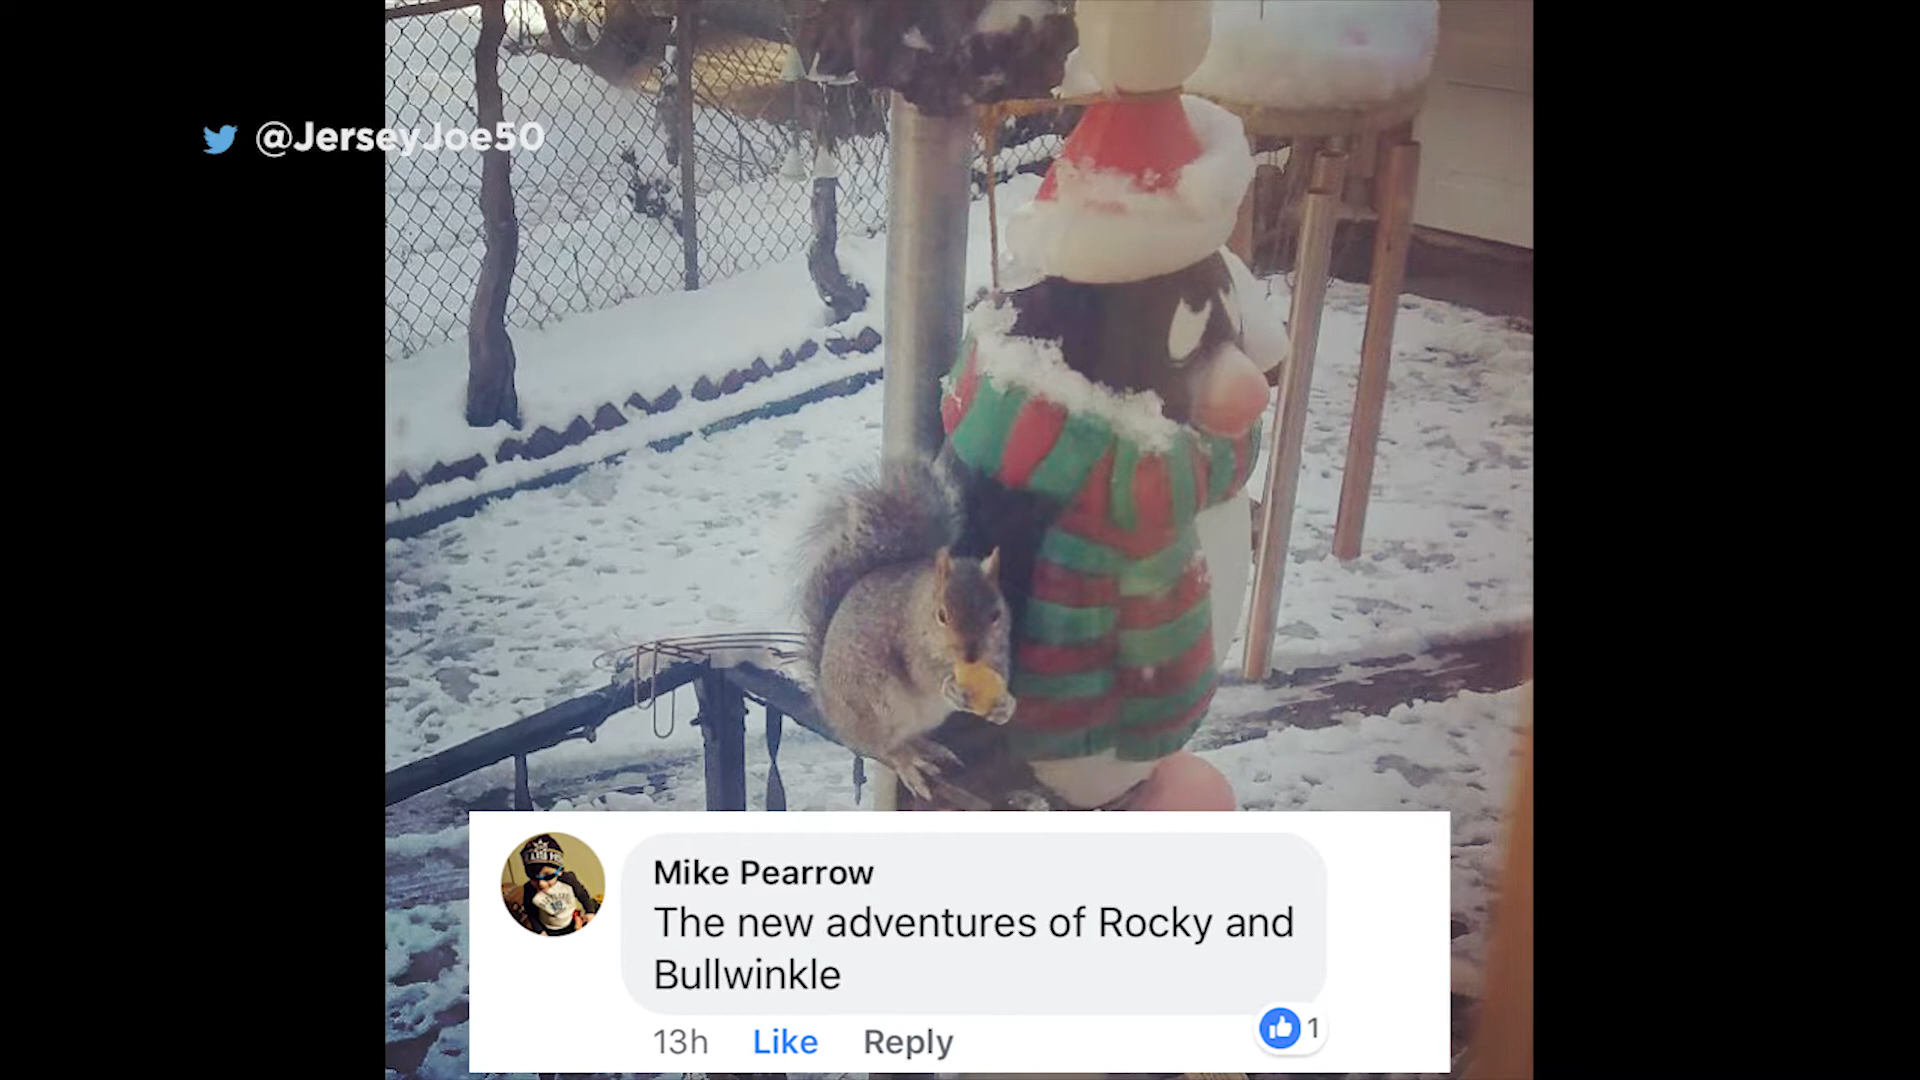 @JerseyJoe50
Mike Pearrow
The new adventures of Rocky and
Bullwinkle
13h Like Reply
1